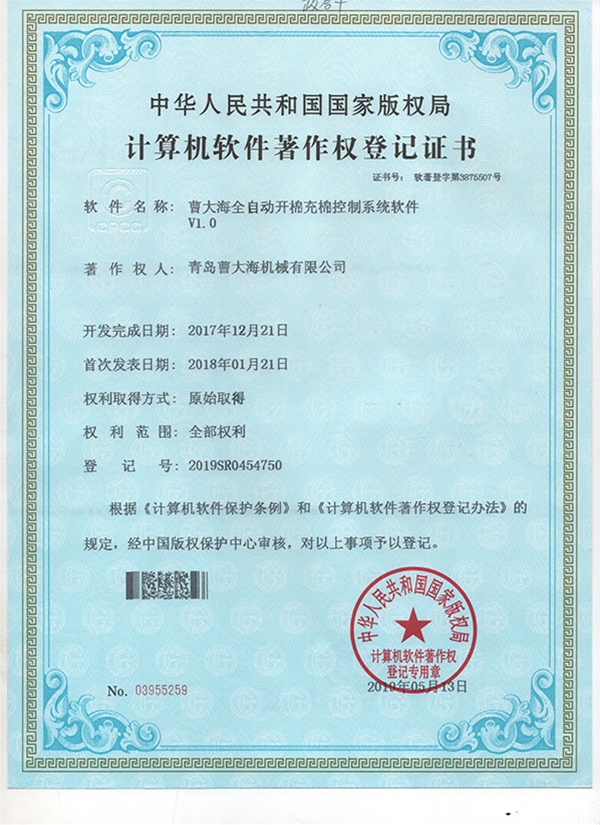 中华人民共和国国家版权局
计算机软件著作权登记证书
证书号： 软著登字第3875507号
软件名称： 曹大海全自动开棉充棉控制系统软件
V1.0
著作权人： 青岛曹大海机械有限公司
开发完成日期： 2017年12月21日
首次发表日期： 2018年01月21日
权利取得方式： 原始取得
权利范围： 全部权利
登记号： 2019SR0454750
根据《计算机软件保护条例》和《计算机软件著作权登记办法》的
规定，经中国版权保护中心审核，对以上事项予以登记。
中华人民共和国国家版权局
计算机软件著作权
登记专用章
No. 03955259
2019年05月13日
CPCC